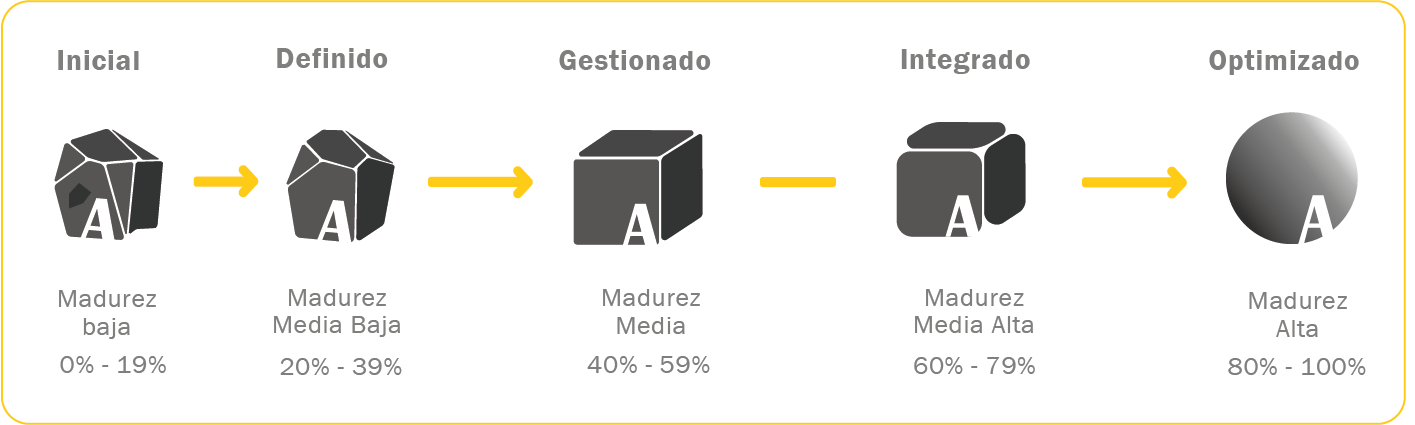 Inicial
Definido
Gestionado
Integrado
Optimizado
A
A
A
A
A
Madurez
baja
0% - 19%
Madurez
Media Baja
20% - 39%
Madurez
Media
40% - 59%
Madurez
Media Alta
60% - 79%
Madurez
Alta
80% - 100%